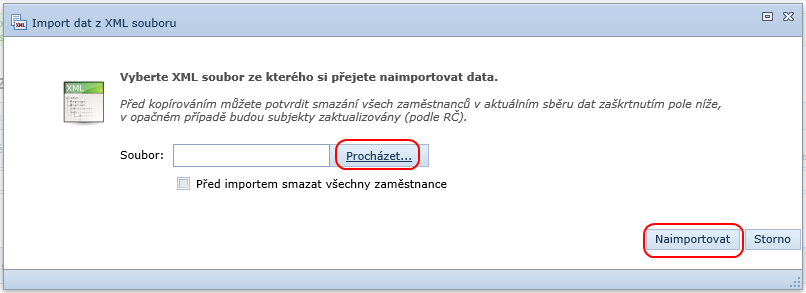 Import dat z XML souboru
XML
Vyberte XML soubor ze kterého si přejete naimportovat data.
Před kopírováním můžete potvrdit smazání všech zaměstnanců v aktuálním sběru dat zaškrtnutím pole níže,
v opačném případě budou subjekty zaktualizovány (podle RČ).
Soubor: Procházet...
Před importem smazat všechny zaměstnance
Naimportovat Storno